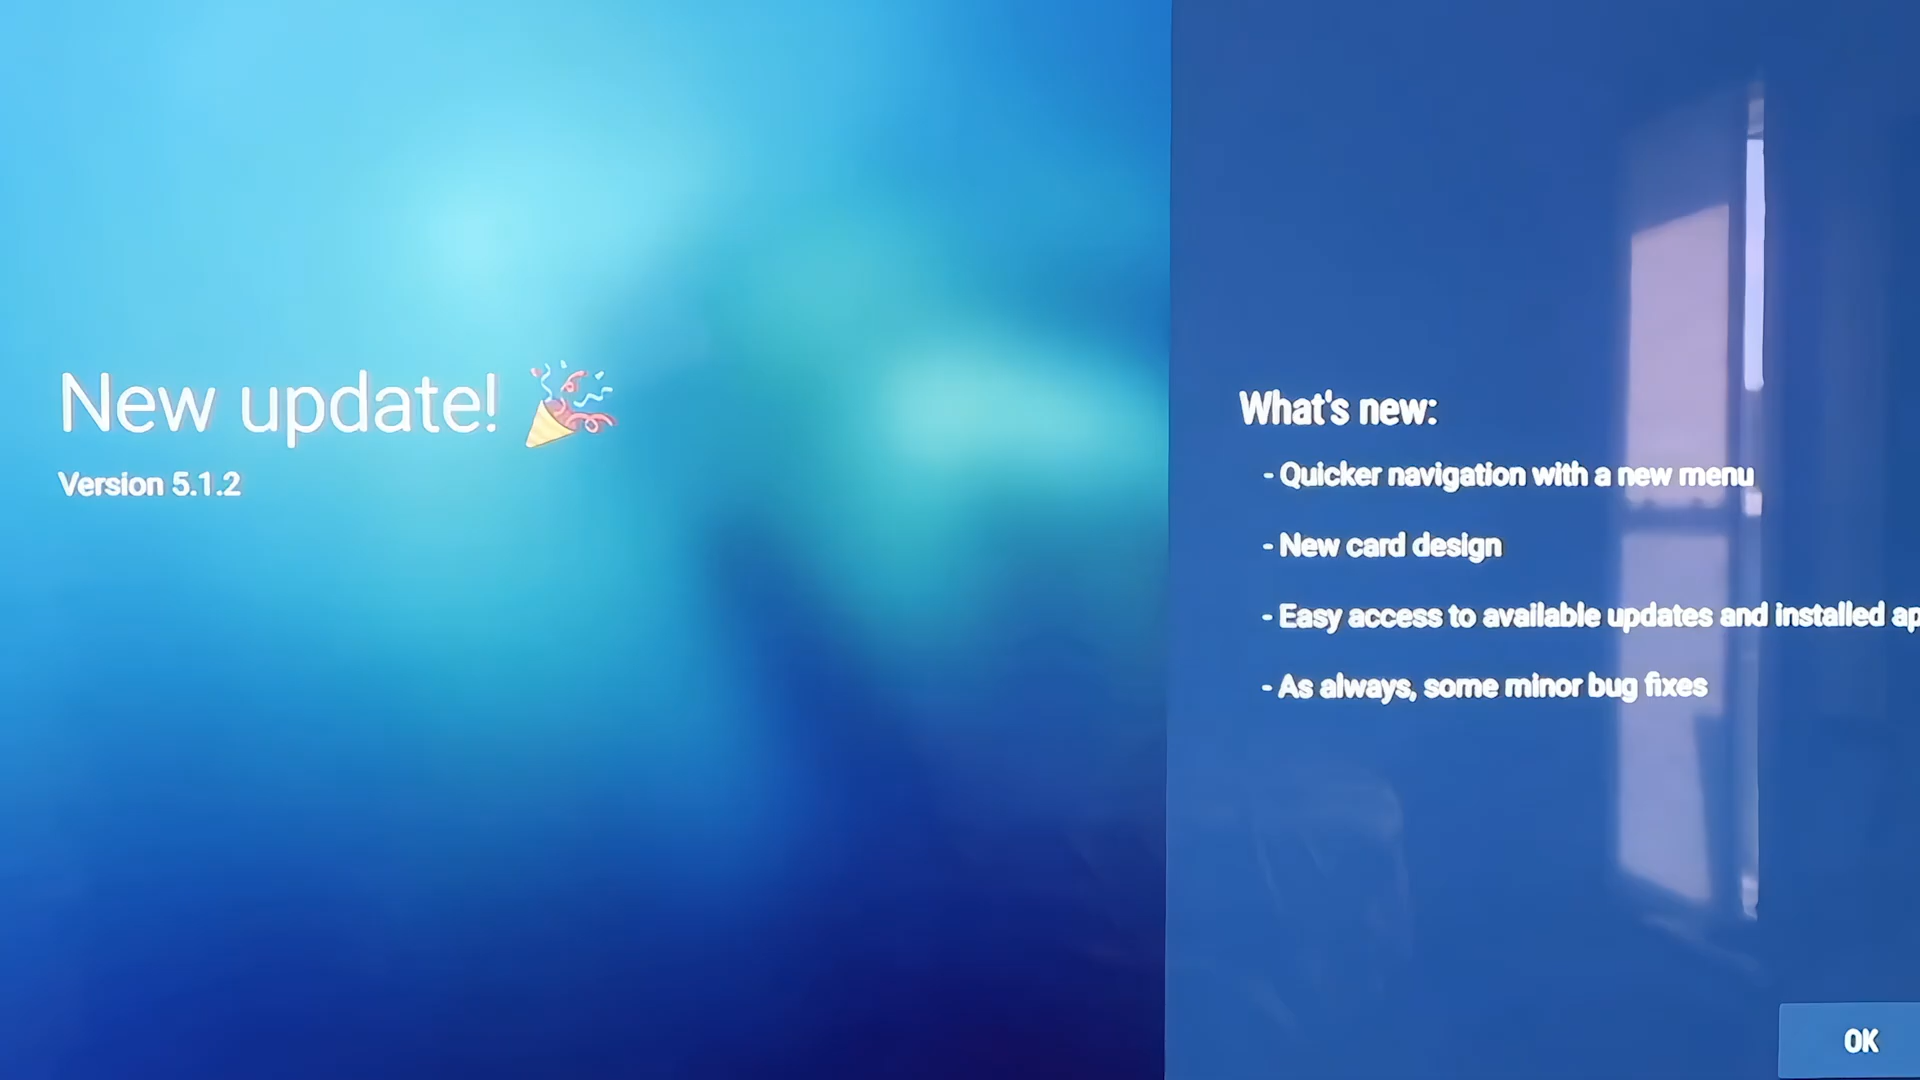 New update! 🎉
Version 5.1.2
What's new:
- Quicker navigation with a new menu
- New card design
- Easy access to available updates and installed ap
- As always, some minor bug fixes
OK